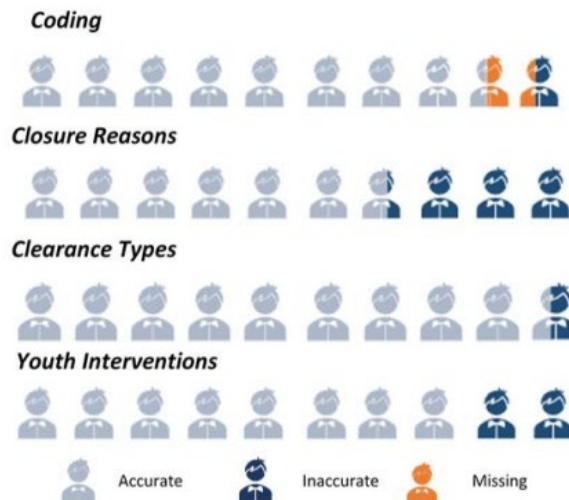 Coding
Closure Reasons
Clearance Types
Youth Interventions
Accurate Inaccurate Missing